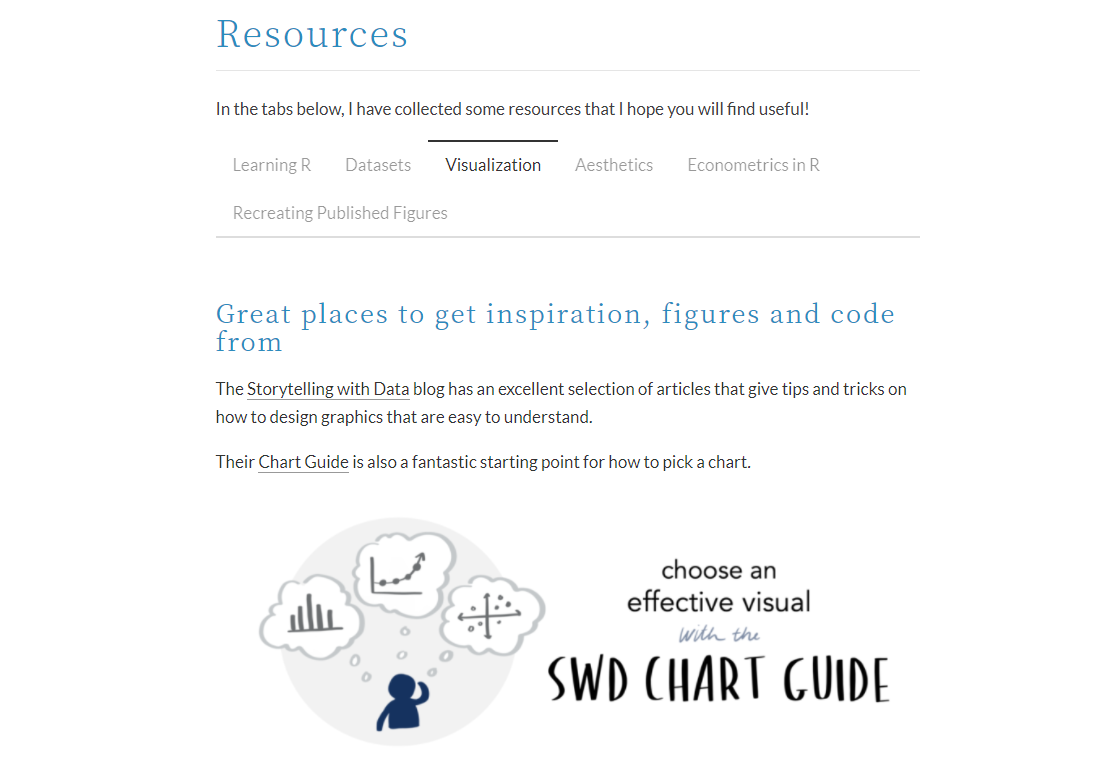 Resources
In the tabs below, I have collected some resources that I hope you will find useful!
Learning R Datasets Visualization Aesthetics Econometrics in R
Recreating Published Figures
Great places to get inspiration, figures and code
from
The Storytelling with Data blog has an excellent selection of articles that give tips and tricks on
how to design graphics that are easy to understand.
Their Chart Guide is also a fantastic starting point for how to pick a chart.
choose an
effective visual
with the
SWD CHART GUIDE